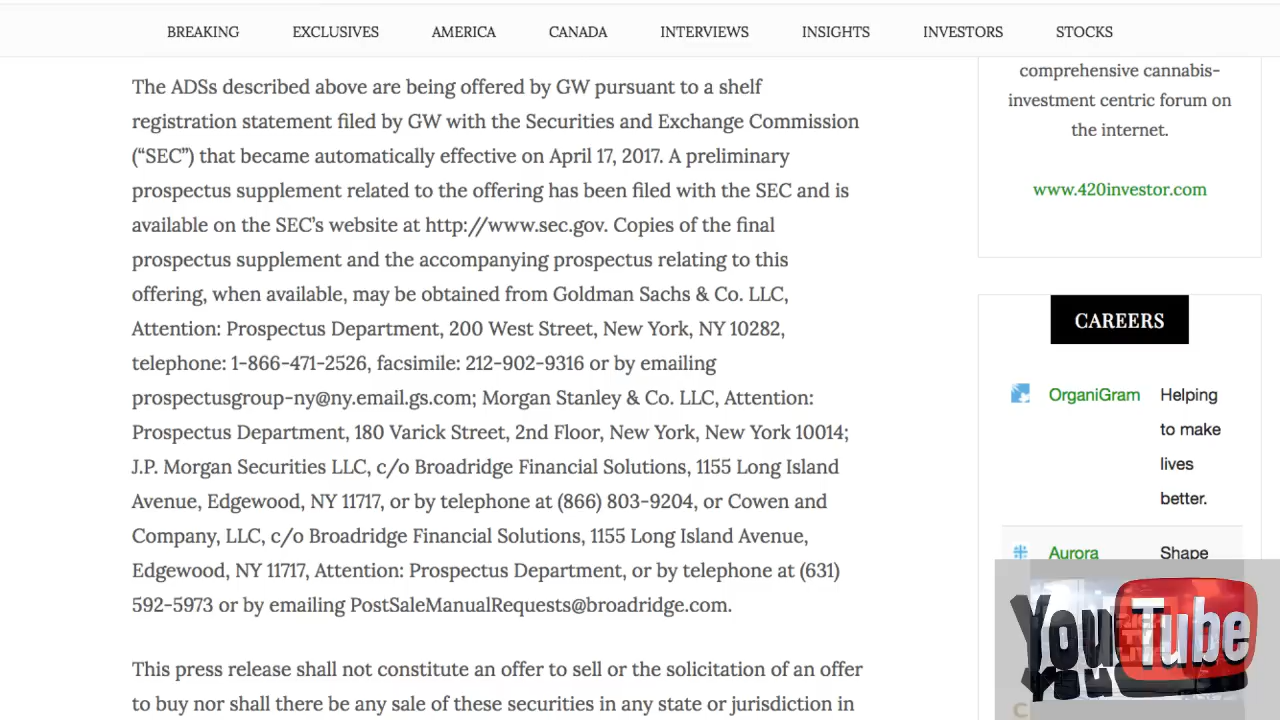 BREAKING EXCLUSIVES AMERICA CANADA INTERVIEWS INSIGHTS INVESTORS STOCKS
The ADSs described above are being offered by GW pursuant to a shelf
registration statement filed by GW with the Securities and Exchange Commission
(“SEC”) that became automatically effective on April 17, 2017. A preliminary
prospectus supplement related to the offering has been filed with the SEC and is
available on the SEC’s website at http://www.sec.gov. Copies of the final
prospectus supplement and the accompanying prospectus relating to this
offering, when available, may be obtained from Goldman Sachs & Co. LLC,
Attention: Prospectus Department, 200 West Street, New York, NY 10282,
telephone: 1-866-471-2526, facsimile: 212-902-9316 or by emailing
prospectusgroup-ny@ny.email.gs.com; Morgan Stanley & Co. LLC, Attention:
Prospectus Department, 180 Varick Street, 2nd Floor, New York, New York 10014;
J.P. Morgan Securities LLC, c/o Broadridge Financial Solutions, 1155 Long Island
Avenue, Edgewood, NY 11717, or by telephone at (866) 803-9204, or Cowen and
Company, LLC, c/o Broadridge Financial Solutions, 1155 Long Island Avenue,
Edgewood, NY 11717, Attention: Prospectus Department, or by telephone at (631)
592-5973 or by emailing PostSaleManualRequests@broadridge.com.
This press release shall not constitute an offer to sell or the solicitation of an offer
to buy nor shall there be any sale of these securities in any state or jurisdiction in
comprehensive cannabis-
investment centric forum on
the internet.
www.420investor.com
CAREERS
OrganiGram Helping
to make
lives
better.
Aurora Shape
YouTube